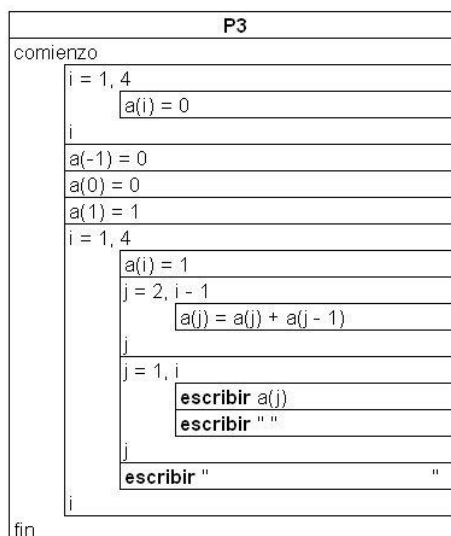 P3
comienzo
i = 1, 4
a(i) = 0
i
a(-1) = 0
a(0) = 0
a(1) = 1
i = 1, 4
a(i) = 1
j = 2, i - 1
a(j) = a(j) + a(j - 1)
j
j = 1, i
escribir a(j)
escribir " "
j
escribir "                              "
i
fin